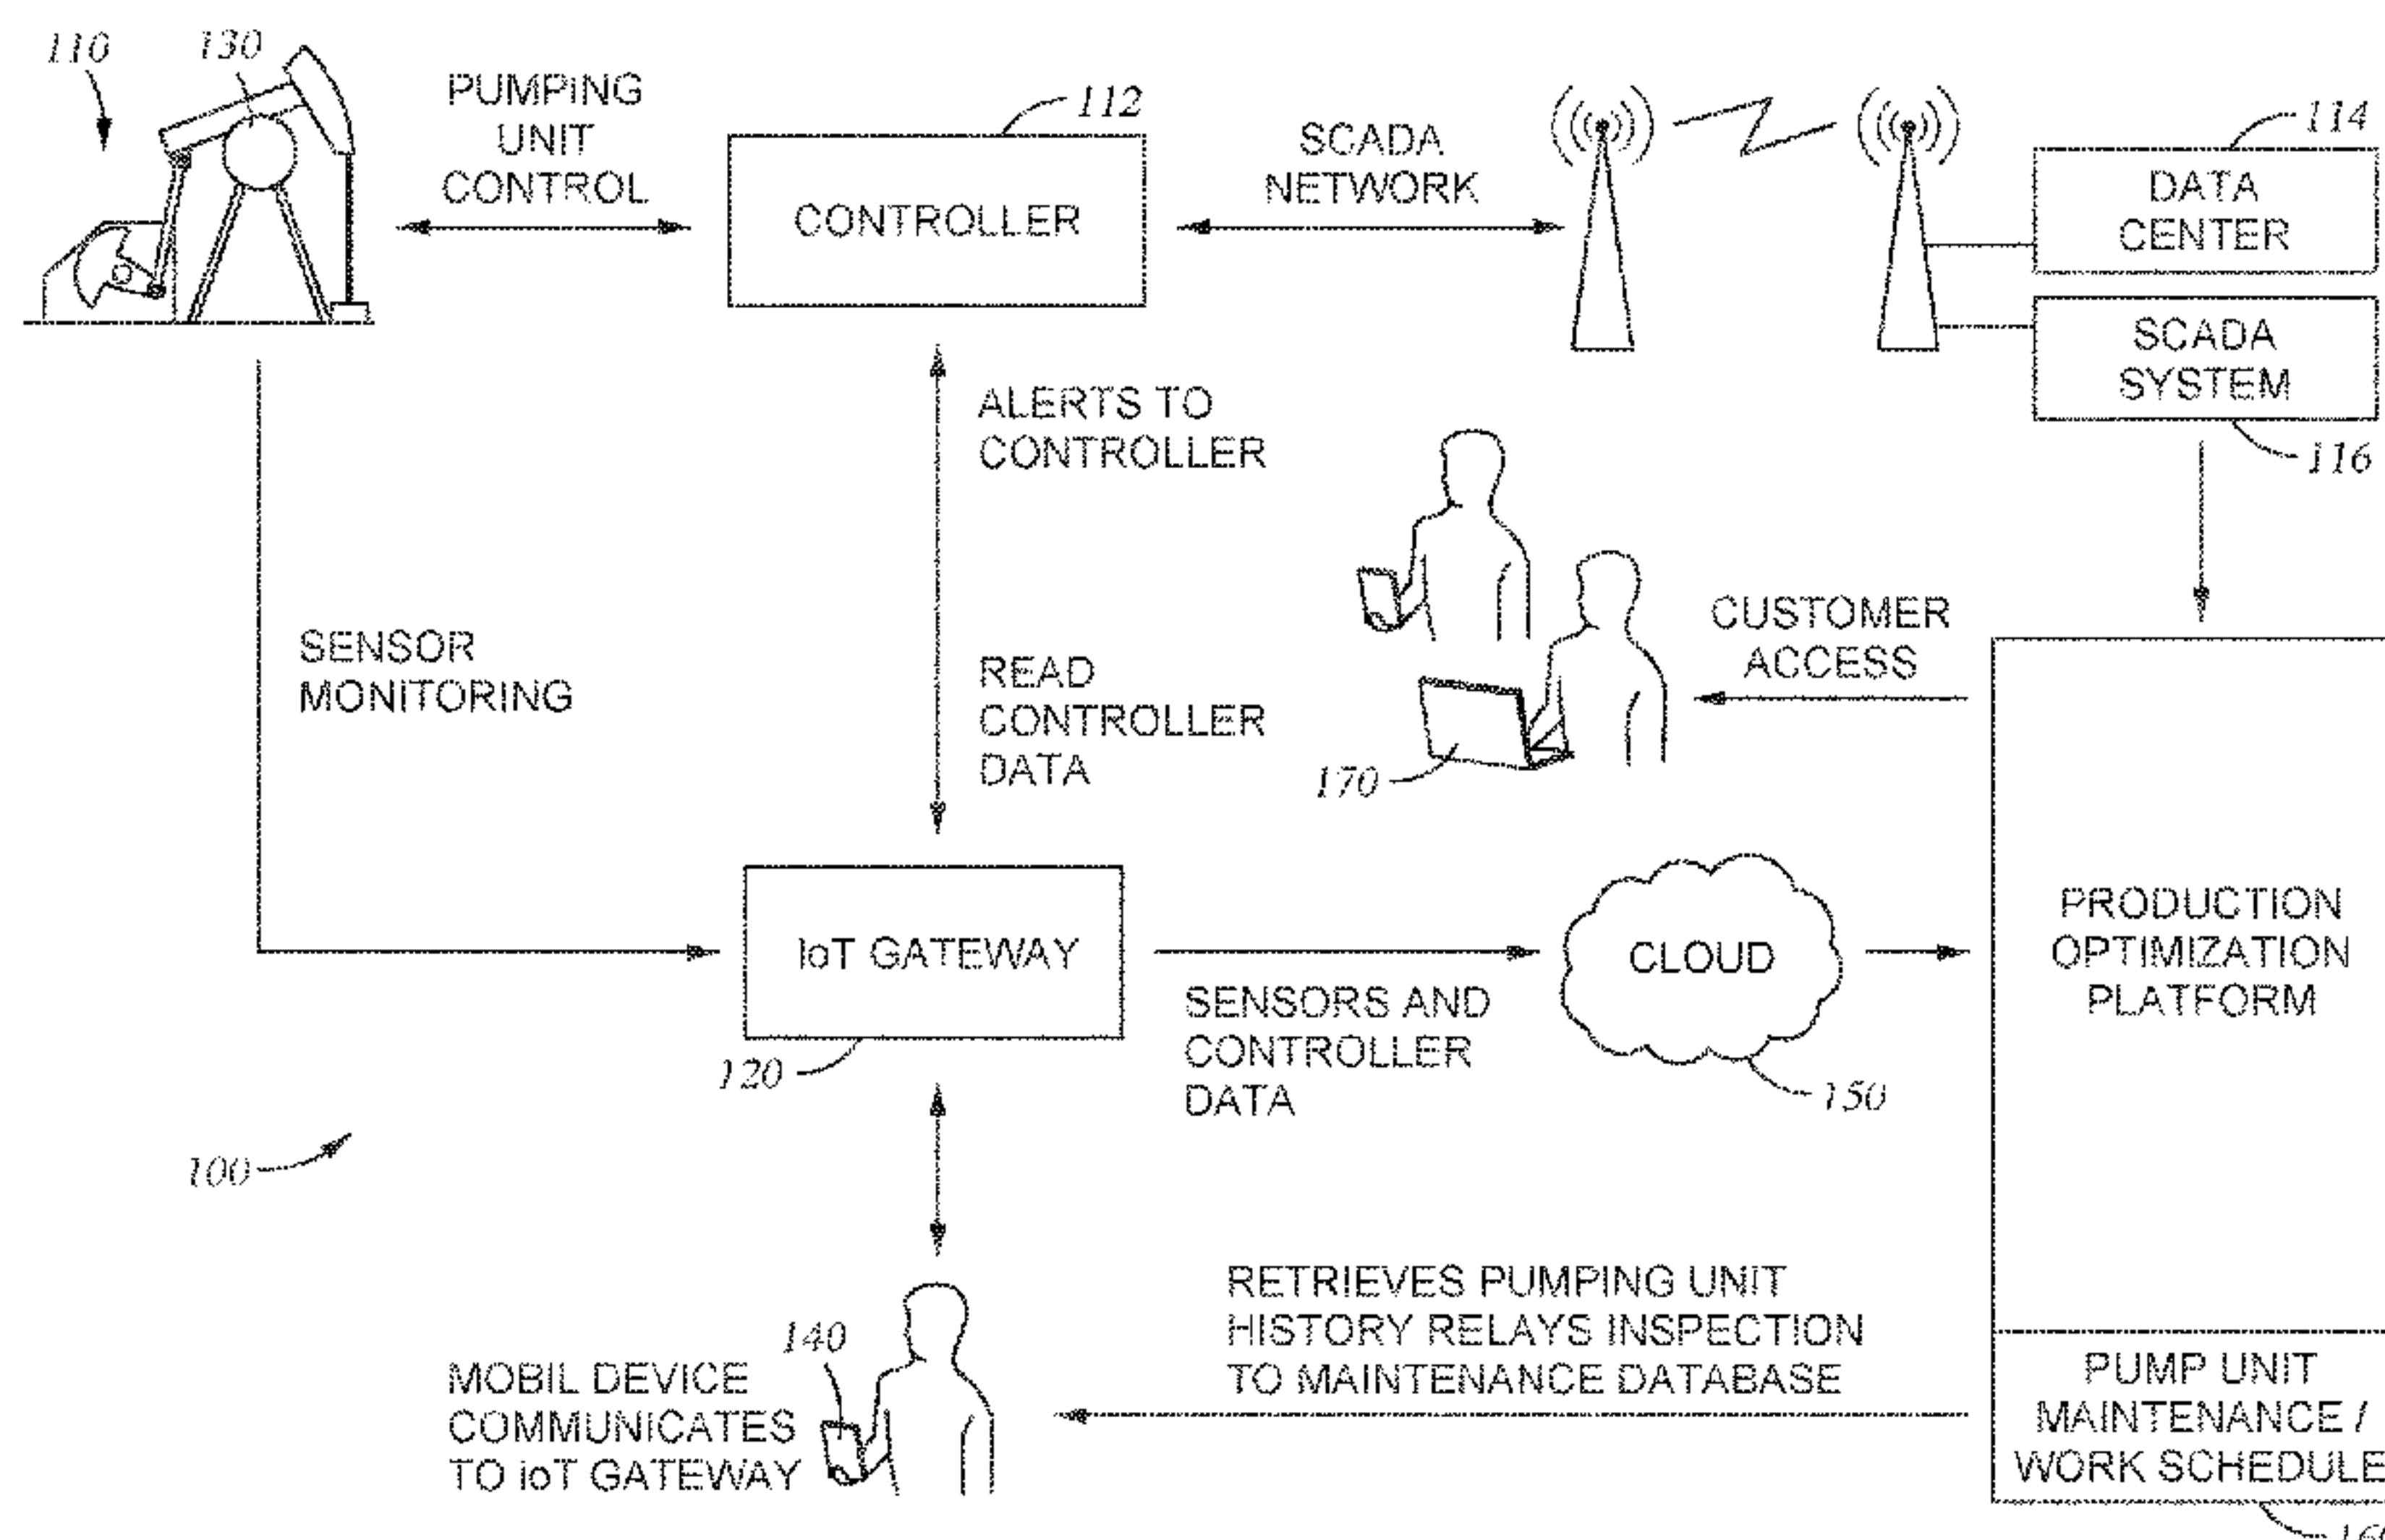 110
130
PUMPING
UNIT
CONTROL
112
CONTROLLER
SCADA
NETWORK
114
DATA
CENTER
SCADA
SYSTEM
116
ALERTS TO
CONTROLLER
SENSOR
MONITORING
READ
CONTROLLER
DATA
CUSTOMER
ACCESS
170
IoT GATEWAY
120
SENSORS AND
CONTROLLER
DATA
CLOUD
150
PRODUCTION
OPTIMIZATION
PLATFORM
100
140
MOBIL DEVICE
COMMUNICATES
TO ioT GATEWAY
RETRIEVES PUMPING UNIT
HISTORY RELAYS INSPECTION
TO MAINTENANCE DATABASE
PUMP UNIT
MAINTENANCE /
WORK SCHEDULE